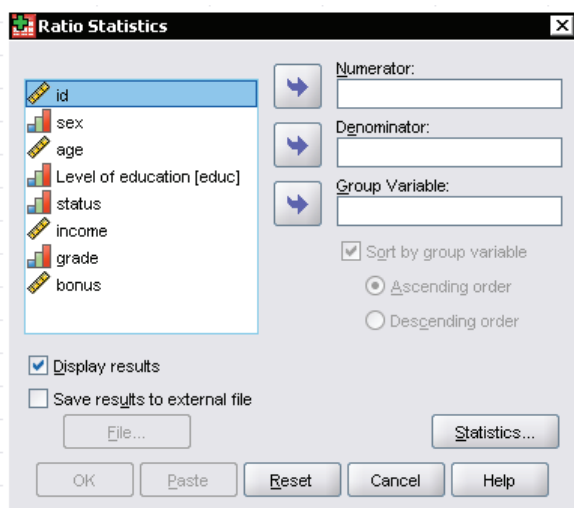 Ratio Statistics
id
sex
age
Level of education [educ]
status
income
grade
bonus
Numerator:
Denominator:
Group Variable:
Sort by group variable
Ascending order
Descending order
Display results
Save results to external file
File...
Statistics...
OK
Paste
Reset
Cancel
Help